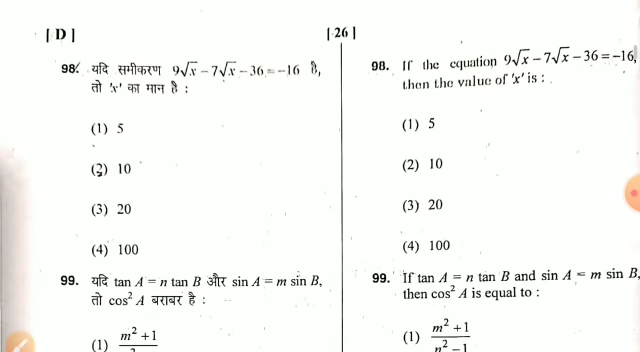 [ D ]
[ 26 ]
98. यदि समीकरण 9√x – 7√x – 36 = –16 है,
तो 'x' का मान है :
(1) 5
(2) 10
(3) 20
(4) 100
99. यदि tan A = n tan B और sin A = m sin B,
तो cos² A बराबर है :
(1) m² + 1
98. If the equation 9√x – 7√x – 36 = –16,
then the value of 'x' is :
(1) 5
(2) 10
(3) 20
(4) 100
99. If tan A = n tan B and sin A = m sin B,
then cos² A is equal to :
(1) m² + 1
n² – 1